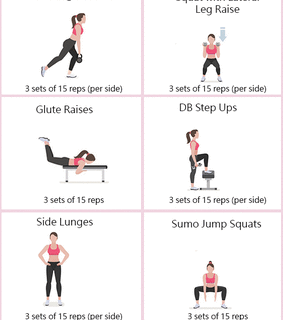 Leg Raise
3 sets of 15 reps (per side)
3 sets of 15 reps (per side)
Glute Raises
DB Step Ups
3 sets of 15 reps
3 sets of 15 reps (per side)
Side Lunges
Sumo Jump Squats
3 sets of 15 reps (per side)
3 sets of 15 reps